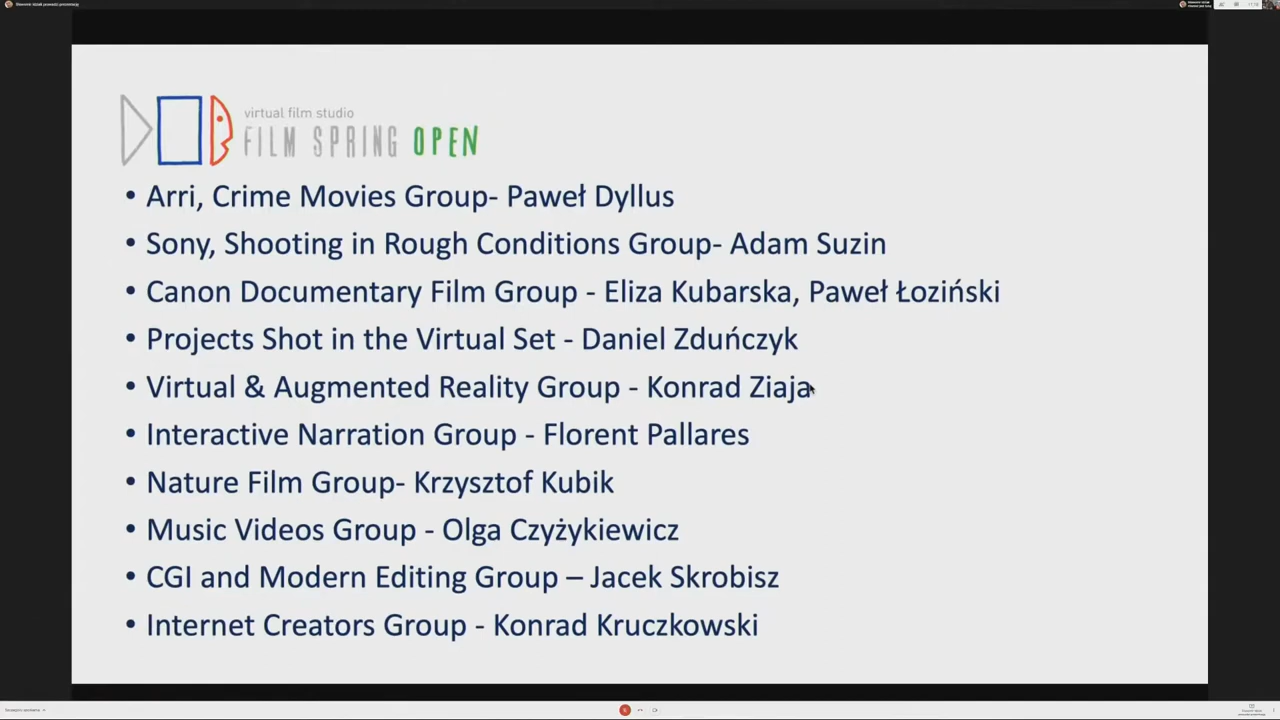 virtual film studio
FILM SPRING OPEN
• Arri, Crime Movies Group- Paweł Dyllus
• Sony, Shooting in Rough Conditions Group- Adam Suzin
• Canon Documentary Film Group - Eliza Kubarska, Paweł Łoziński
• Projects Shot in the Virtual Set - Daniel Zduńczyk
• Virtual & Augmented Reality Group - Konrad Ziaja
• Interactive Narration Group - Florent Pallares
• Nature Film Group- Krzysztof Kubik
• Music Videos Group - Olga Czyżykiewicz
• CGI and Modern Editing Group – Jacek Skrobisz
• Internet Creators Group - Konrad Kruczkowski